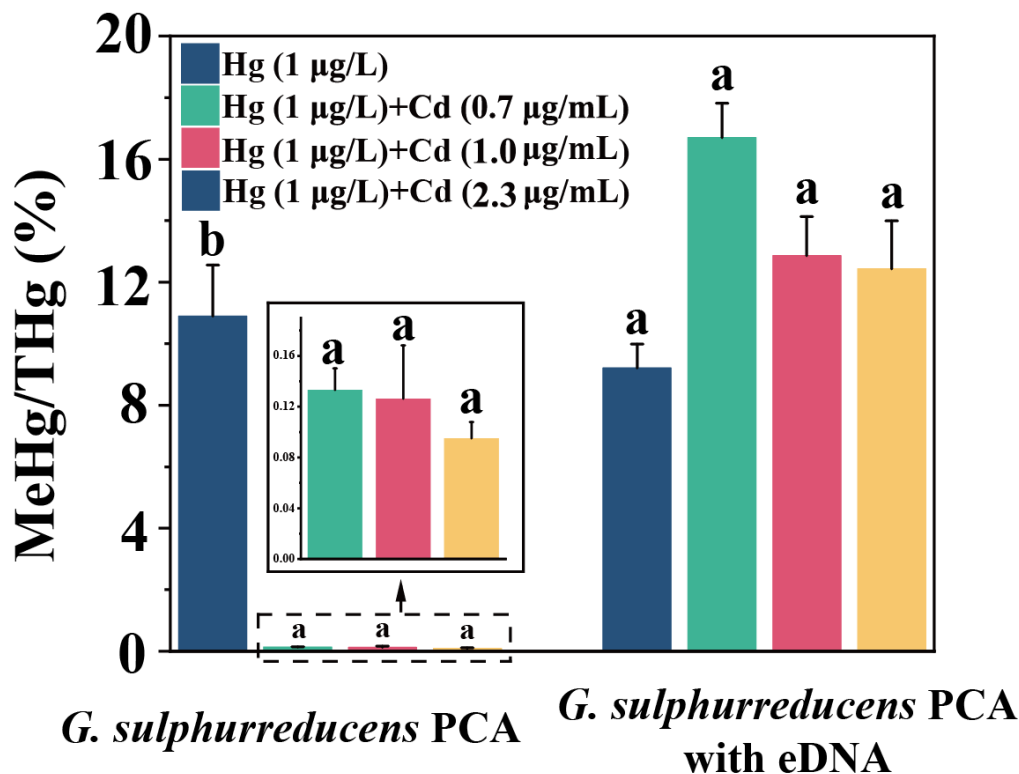 MeHg/THg (%)
20
16
12
8
4
0
Hg (1 µg/L)
Hg (1 µg/L)+Cd (0.7 µg/mL)
Hg (1 µg/L)+Cd (1.0 µg/mL)
Hg (1 µg/L)+Cd (2.3 µg/mL)
b
0.16
0.12
0.08
0.04
0.00
a
a
a
a
a
a
a
a
a
a
G. sulphurreducens PCA
G. sulphurreducens PCA
with eDNA